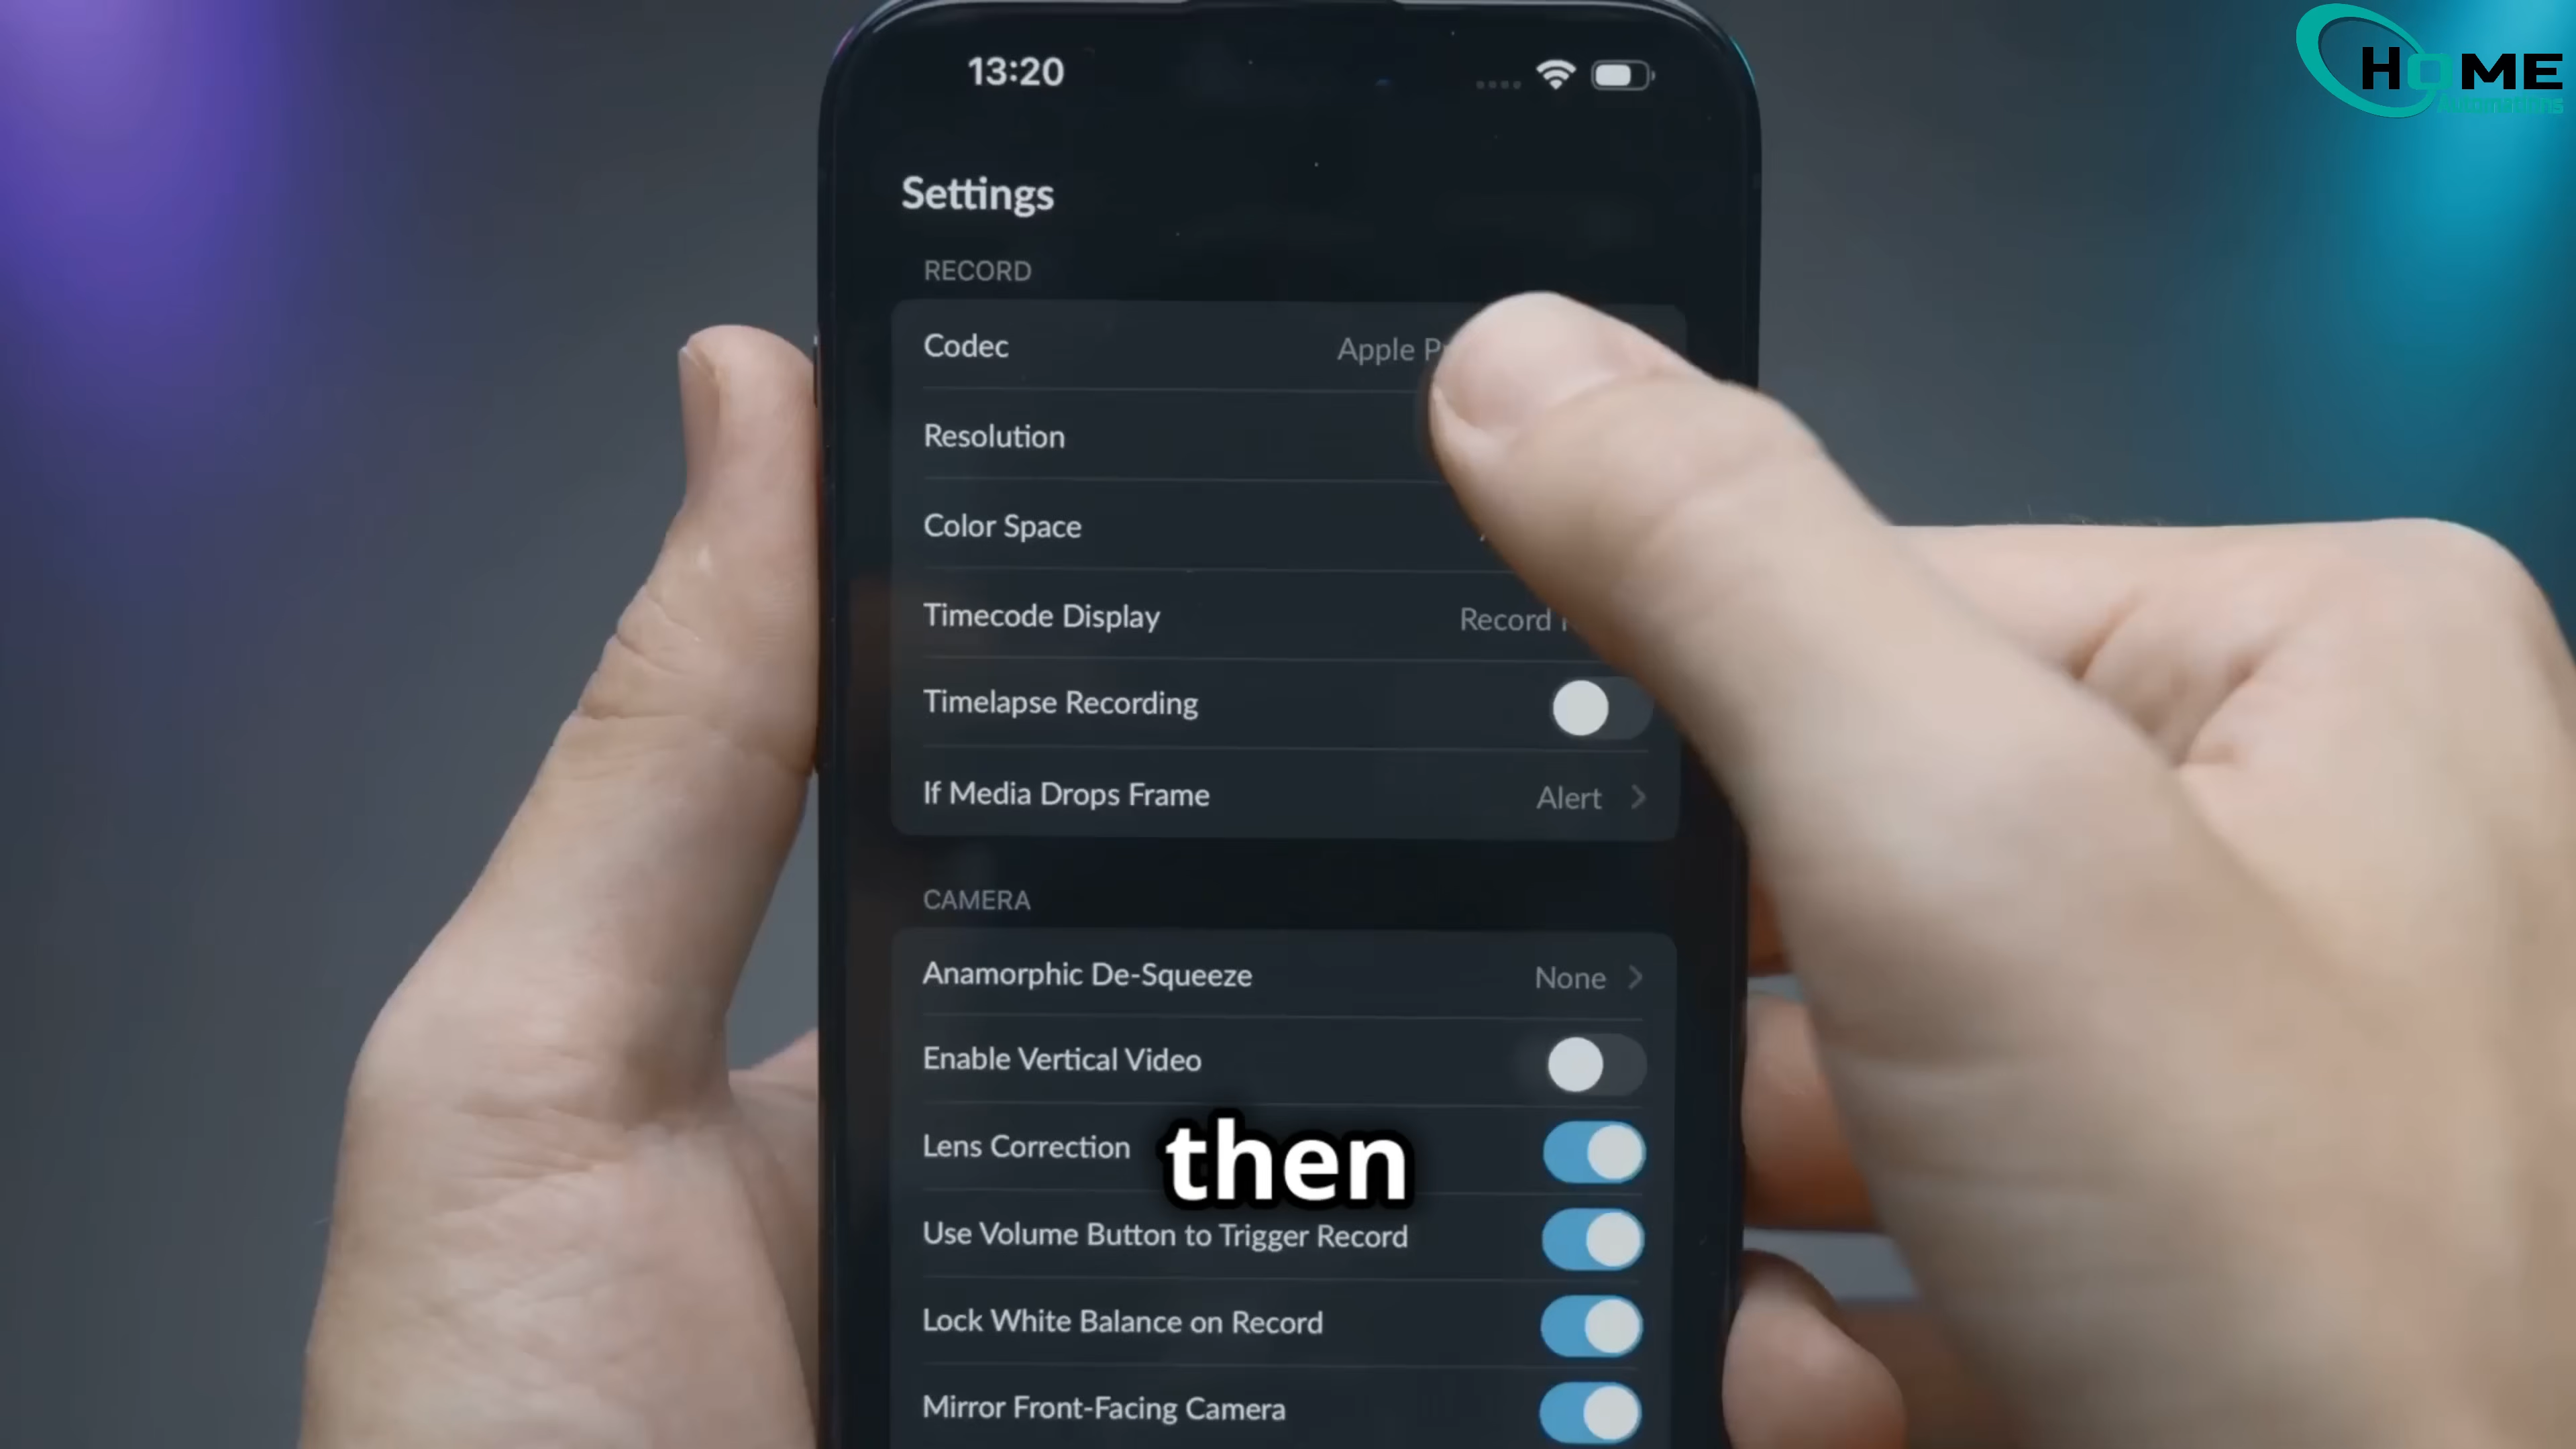 13:20
HOME
Automations
Settings
RECORD
Codec
Apple
Resolution
Color Space
Timecode Display
Record
Timelapse Recording
If Media Drops Frame
Alert
CAMERA
Anamorphic De-Squeeze
None
Enable Vertical Video
Lens Correction
then
Use Volume Button to Trigger Record
Lock White Balance on Record
Mirror Front-Facing Camera